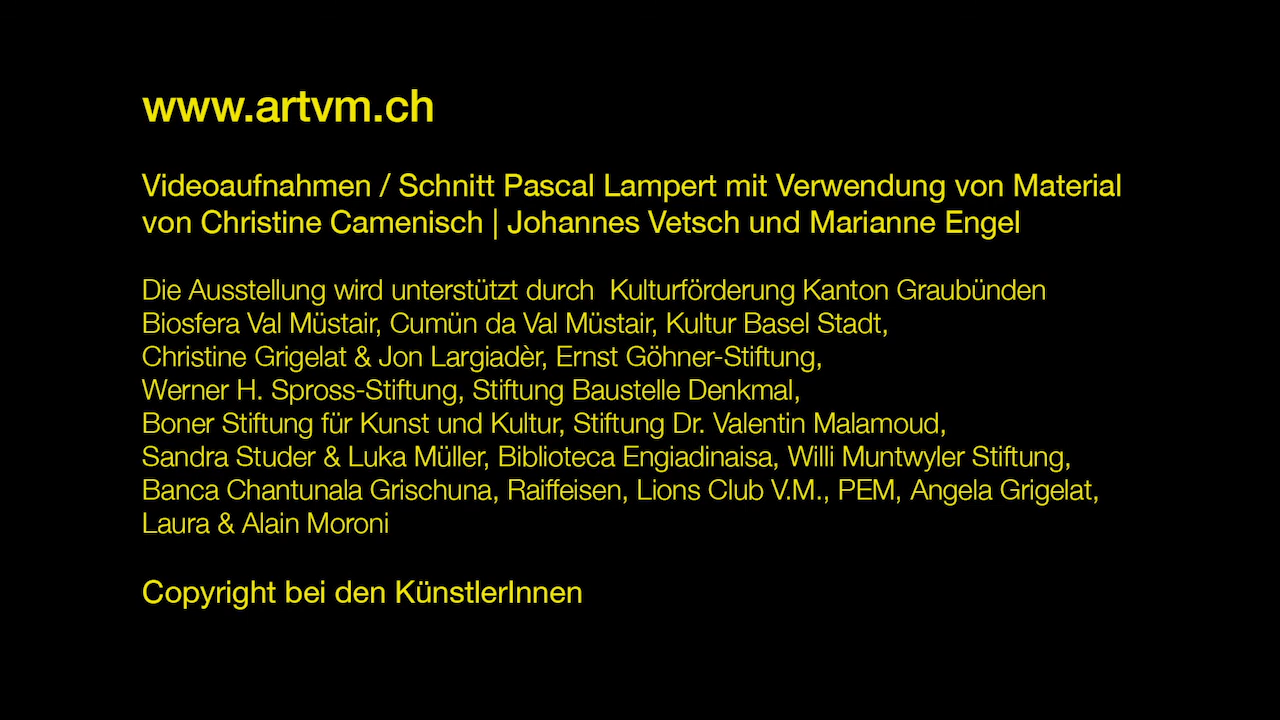 www.artvm.ch
Videoaufnahmen / Schnitt Pascal Lampert mit Verwendung von Material
von Christine Camenisch | Johannes Vetsch und Marianne Engel
Die Ausstellung wird unterstützt durch  Kulturförderung Kanton Graubünden
Biosfera Val Müstair, Cumün da Val Müstair, Kultur Basel Stadt,
Christine Grigelat & Jon Largiadèr, Ernst Göhner-Stiftung,
Werner H. Spross-Stiftung, Stiftung Baustelle Denkmal,
Boner Stiftung für Kunst und Kultur, Stiftung Dr. Valentin Malamoud,
Sandra Studer & Luka Müller, Biblioteca Engiadinaisa, Willi Muntwyler Stiftung,
Banca Chantunala Grischuna, Raiffeisen, Lions Club V.M., PEM, Angela Grigelat,
Laura & Alain Moroni
Copyright bei den KünstlerInnen